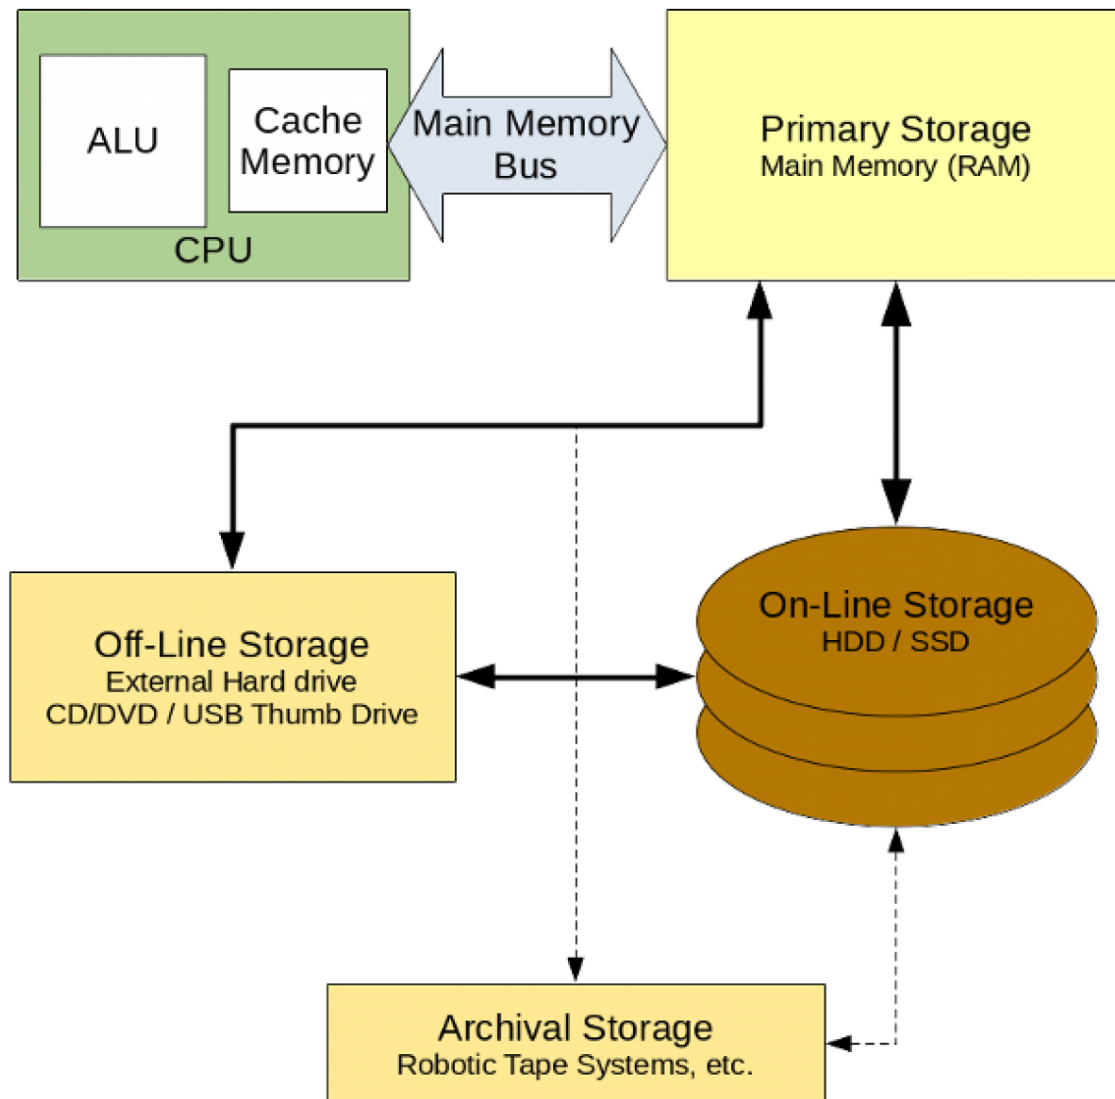 ALU
Cache
Memory
CPU
Main Memory
Bus
Primary Storage
Main Memory (RAM)
Off-Line Storage
External Hard drive
CD/DVD / USB Thumb Drive
On-Line Storage
HDD / SSD
Archival Storage
Robotic Tape Systems, etc.